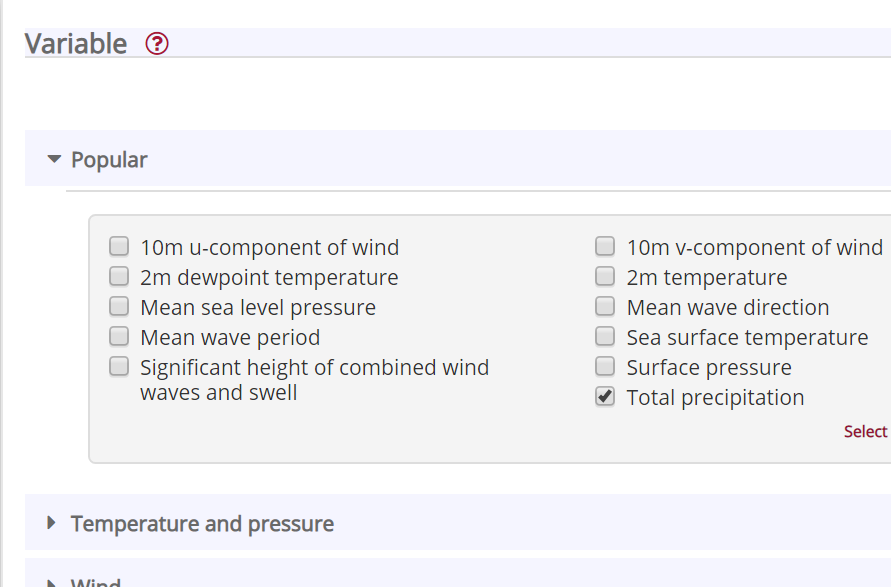 Variable ?
Popular
10m u-component of wind
2m dewpoint temperature
Mean sea level pressure
Mean wave period
Significant height of combined wind
waves and swell
10m v-component of wind
2m temperature
Mean wave direction
Sea surface temperature
Surface pressure
Total precipitation
Select
Temperature and pressure
Wind